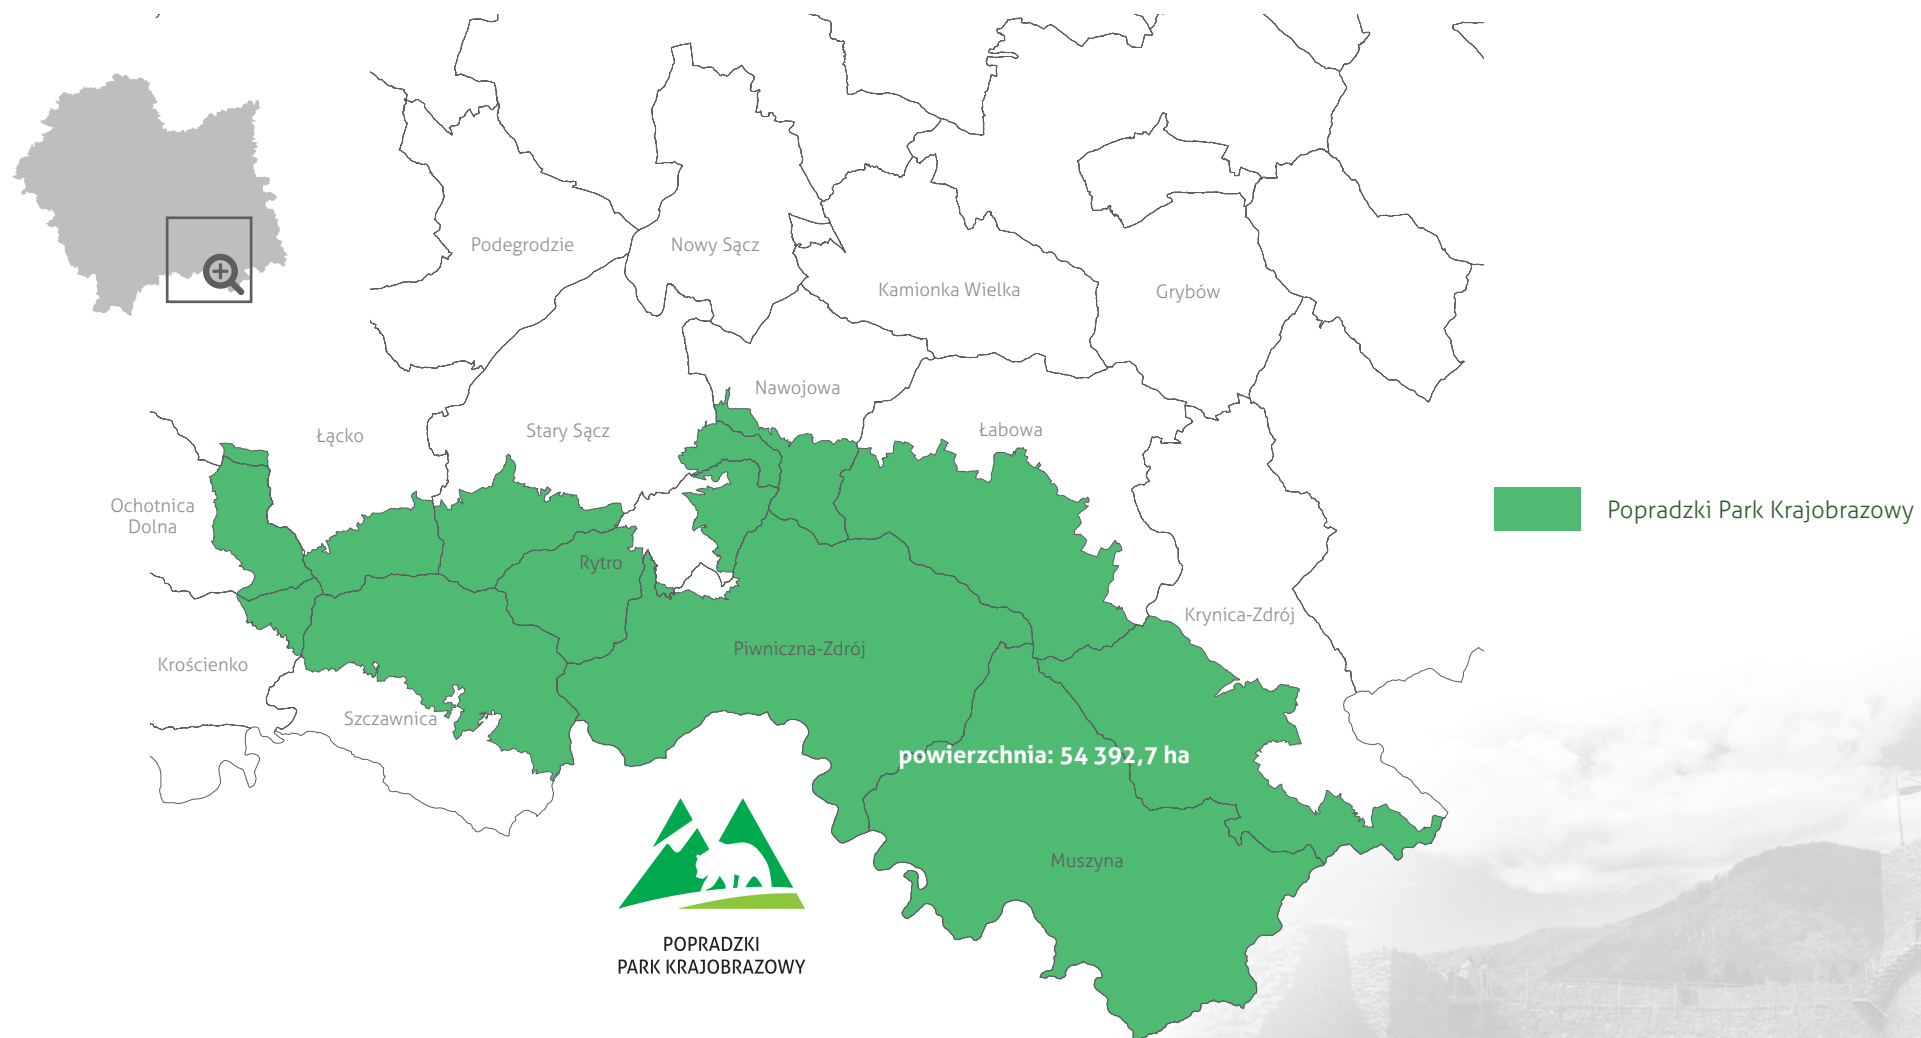 Podegrodzie
Nowy Sącz
Kamionka Wielka
Grybów
Nawojowa
Łącko
Stary Sącz
Łabowa
Ochotnica
Dolna
Popradzki Park Krajobrazowy
Rytro
Krynica-Zdrój
Piwniczna-Zdrój
Krościenko
Szczawnica
powierzchnia: 54 392,7 ha
Muszyna
POPRADZKI
PARK KRAJOBRAZOWY